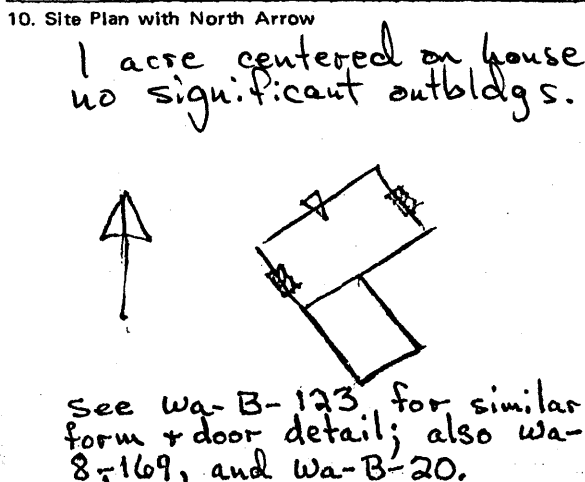 10. Site Plan with North Arrow
1 acre centered on house
no significant outbldgs.
See Wa-B-123 for similar
form + door detail; also Wa-
8-169, and Wa-B-20.